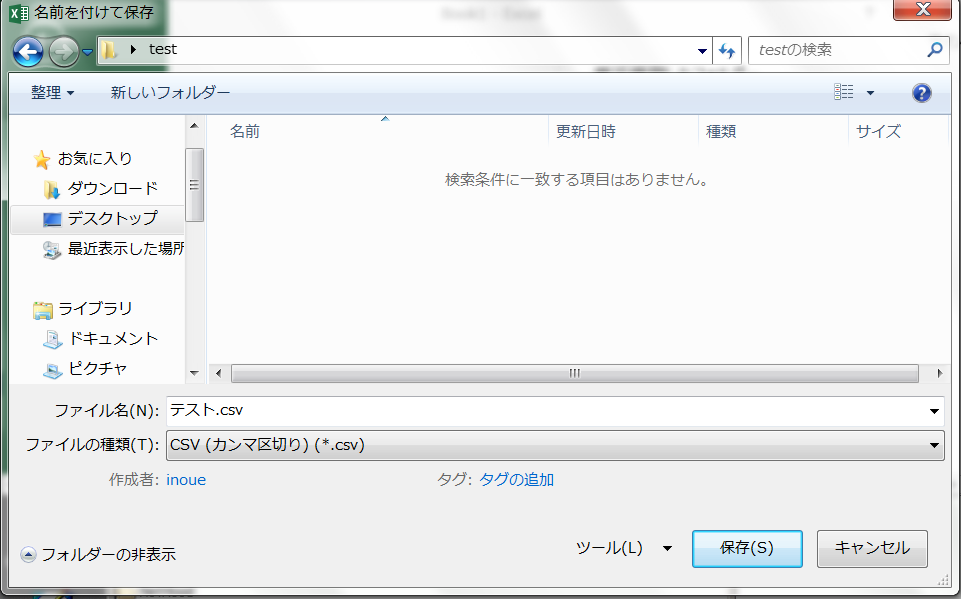 名前を付けて保存
test
testの検索
整理
新しいフォルダー
名前
更新日時
種類
サイズ
検索条件に一致する項目はありません。
お気に入り
ダウンロード
デスクトップ
最近表示した場所
ライブラリ
ドキュメント
ピクチャ
ファイル名(N):
テスト.csv
ファイルの種類(T):
CSV (カンマ区切り) (*.csv)
作成者: inoue
タグ: タグの追加
フォルダーの非表示
ツール(L)
保存(S)
キャンセル